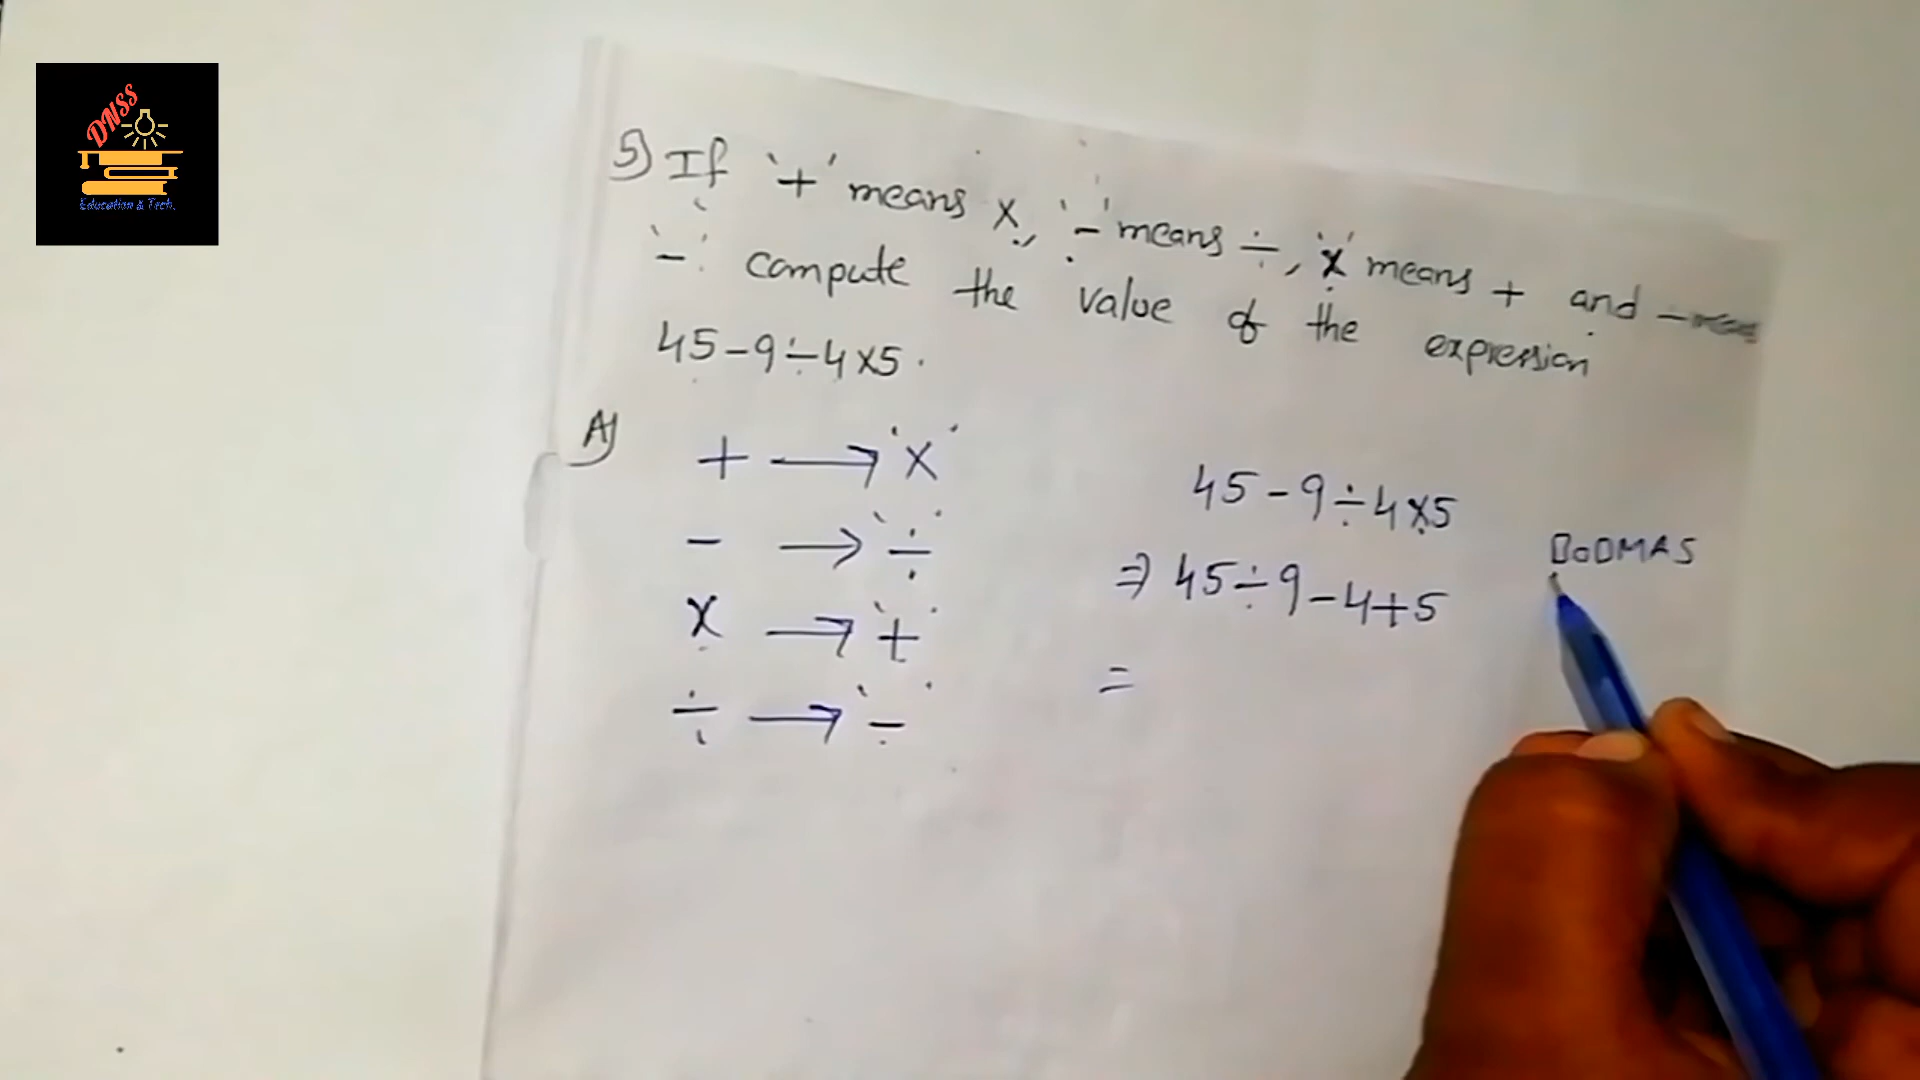 DNSS
Education & Tech.
5) If '+' means x, '-' means ÷, 'x' means + and -
'-' compute the value of the expression
45-9÷4x5.
A)
+ → 'x'
- → '÷'
x → '+'
÷ → '-'
45-9÷4x5
⇒ 45÷9-4+5
=
BODMAS